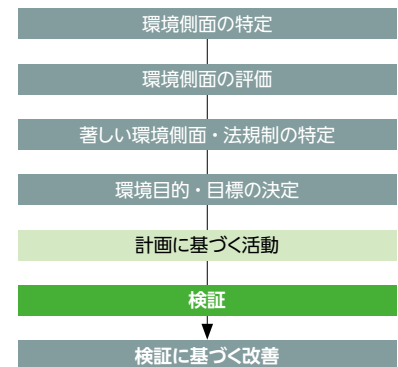 環境側面の特定
環境側面の評価
著しい環境側面・法規制の特定
環境目的・目標の決定
計画に基づく活動
検証
検証に基づく改善